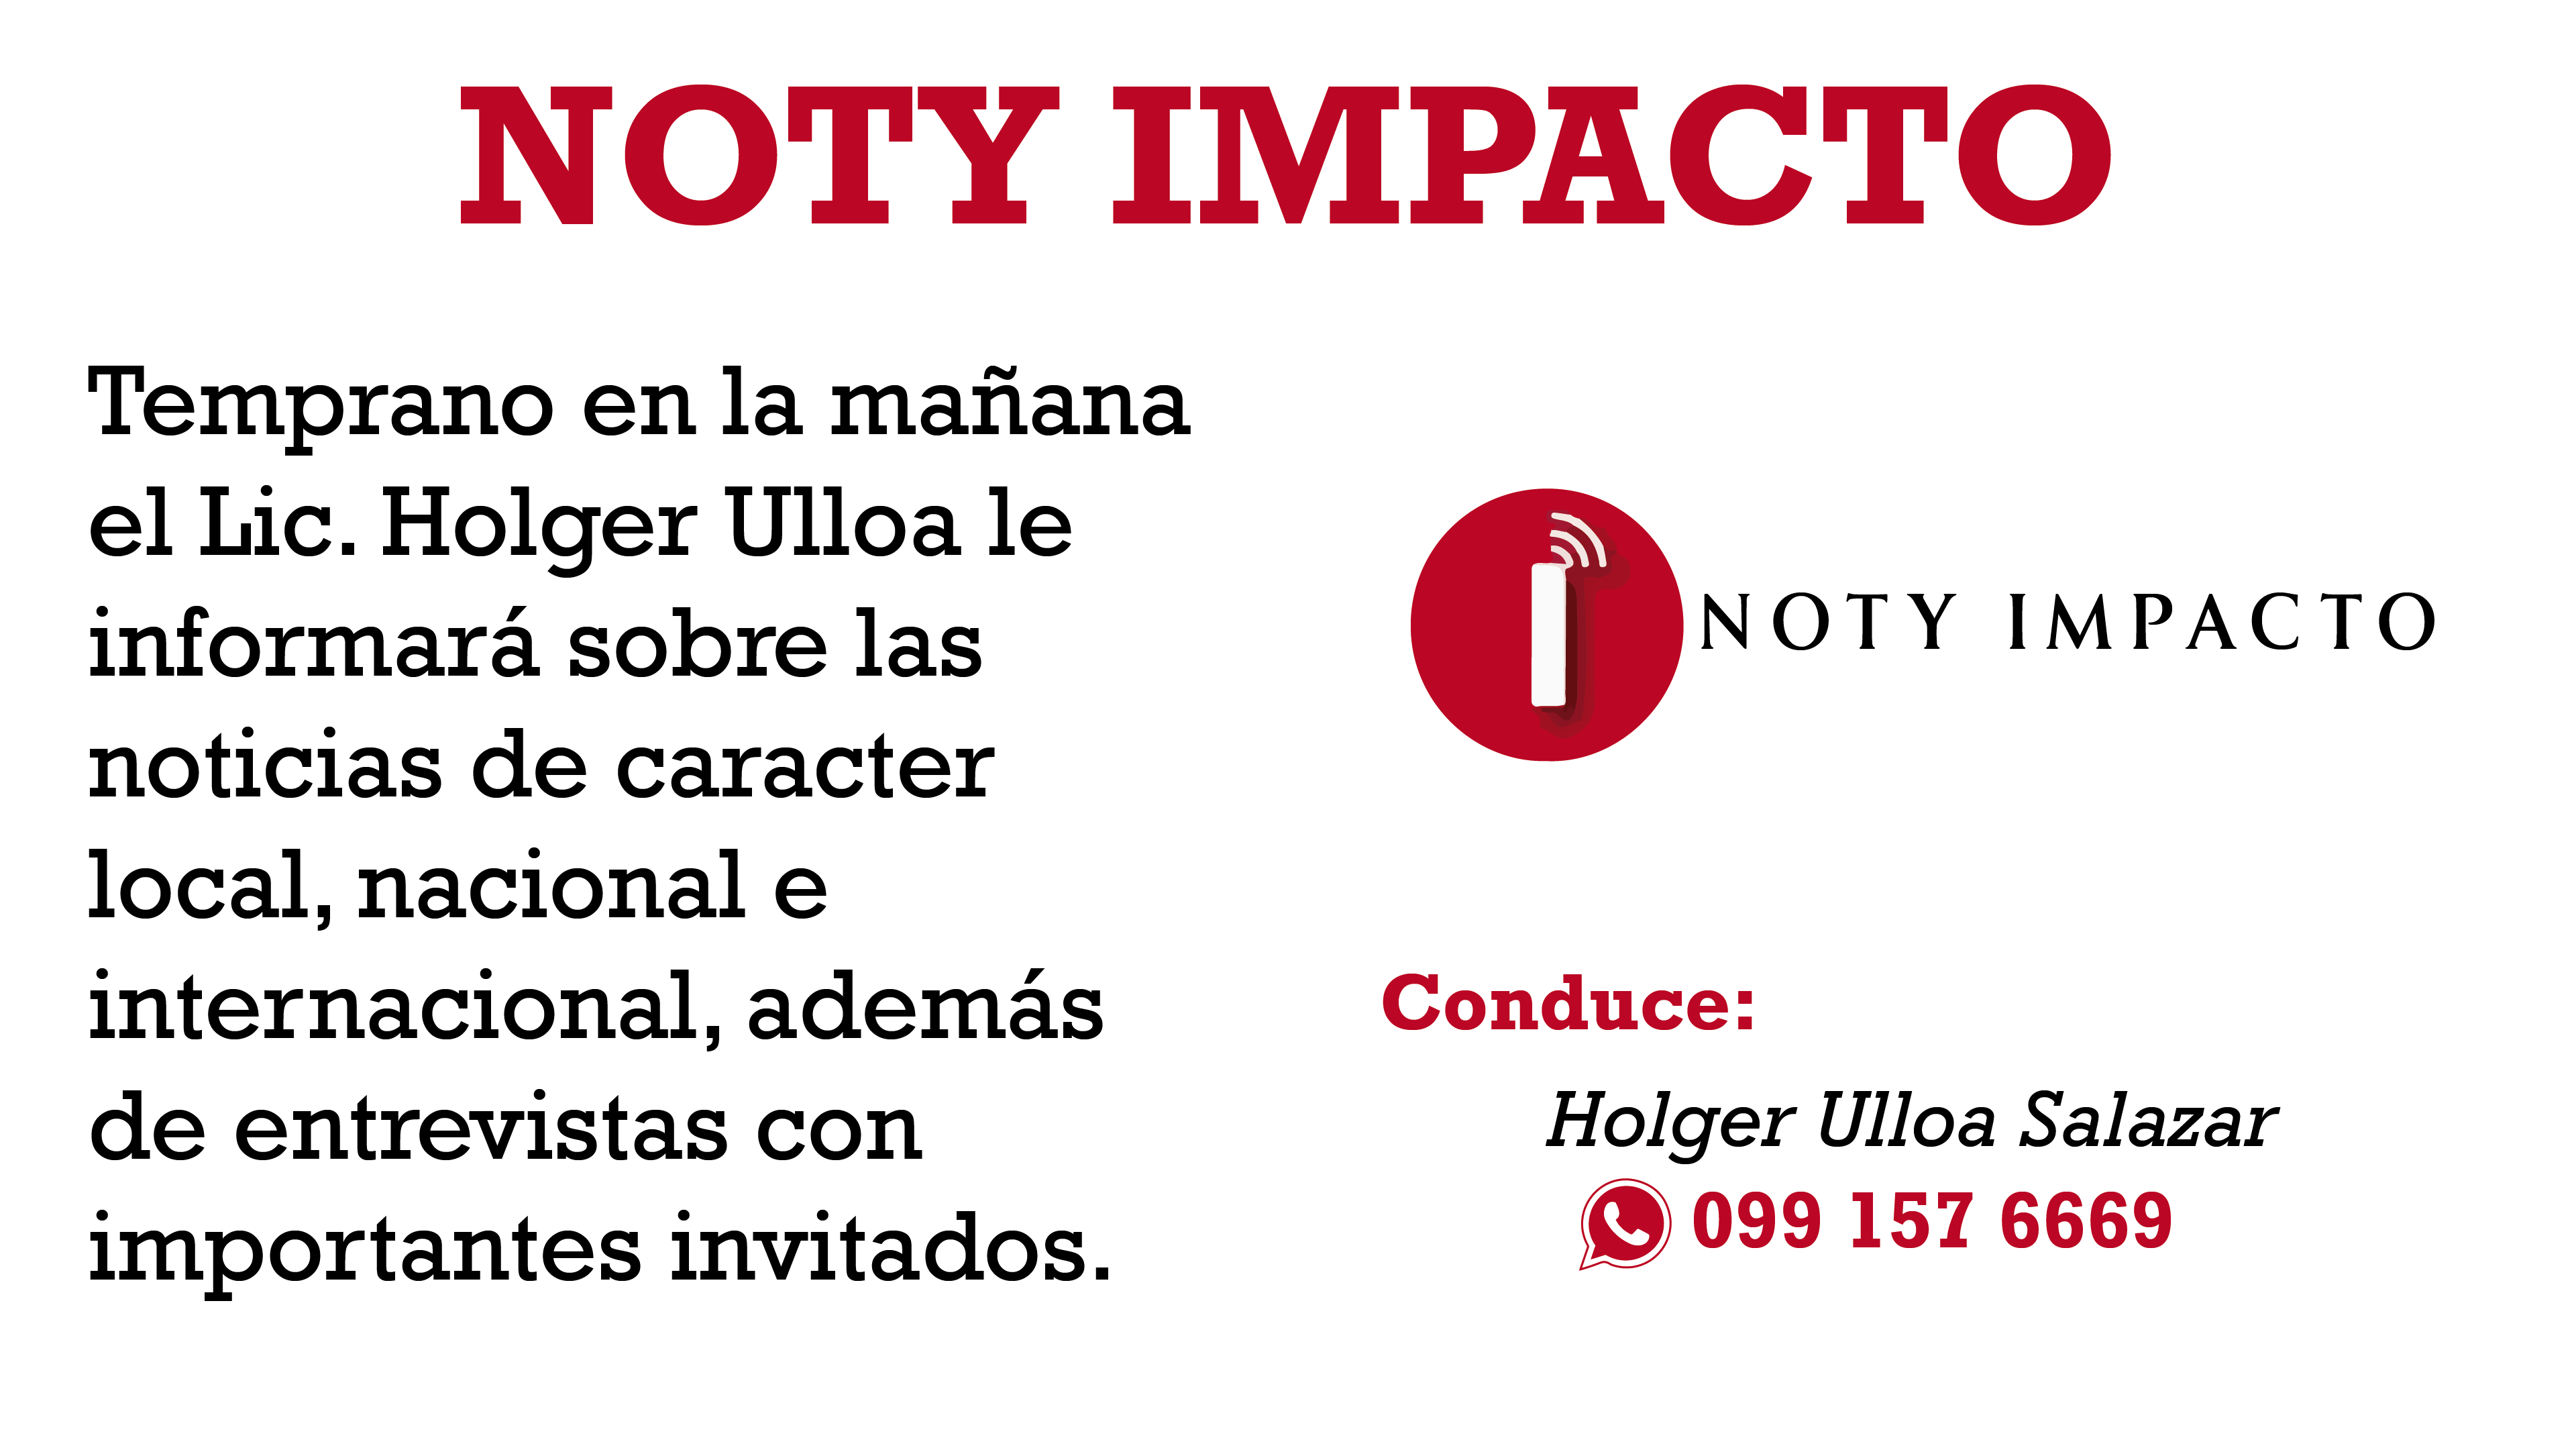 NOTY IMPACTO
Temprano en la mañana
el Lic. Holger Ulloa le
informará sobre las
noticias de caracter
local, nacional e
internacional, además
de entrevistas con
importantes invitados.
NOTY IMPACTO
Conduce:
Holger Ulloa Salazar
099 157 6669